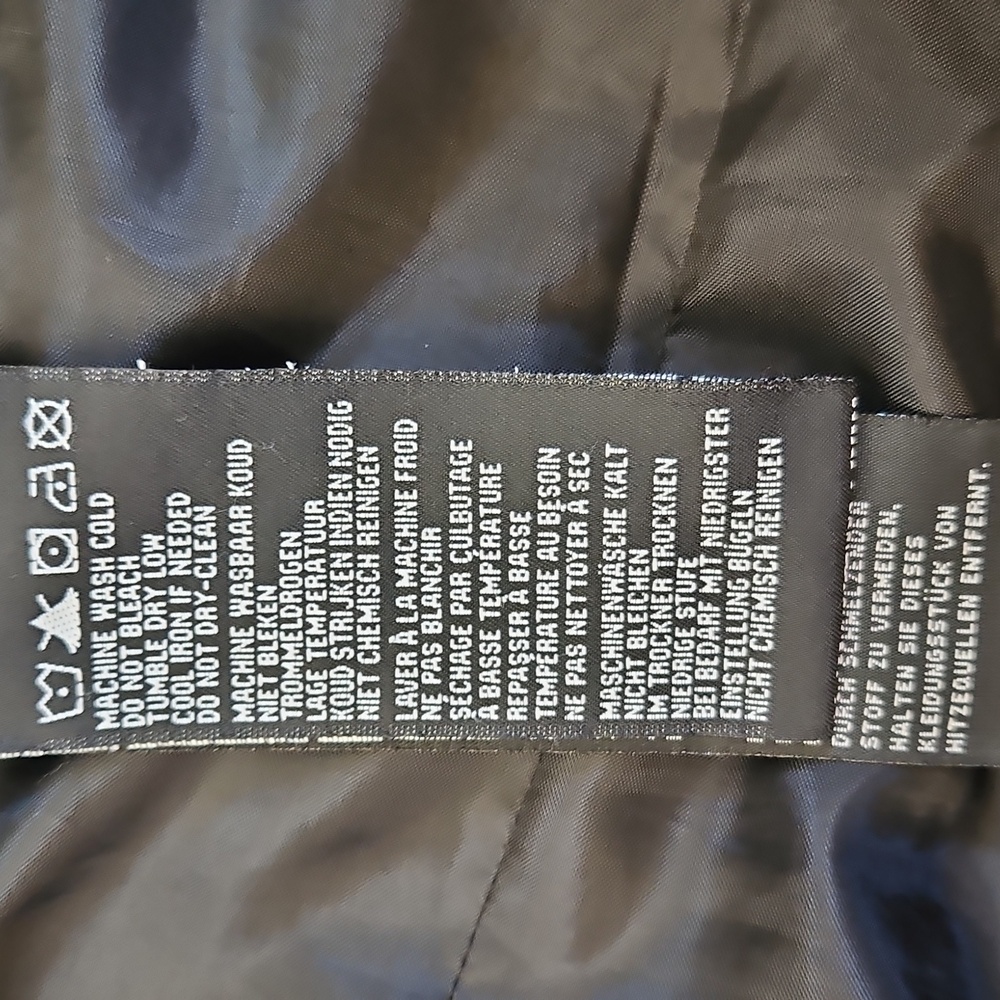 MACHINE WASH COLD
DO NOT BLEACH
TUMBLE DRY LOW
COOL IRON IF NEEDED
DO NOT DRY-CLEAN
MACHINE WASBAAR KOUD
NIET BLEKEN
TROMMELDROGEN
LAGE TEMPERATUUR
KOUD STRIJKEN INDIEN NODIG
NIET CHEMISCH REINIGEN
LAVER À LA MACHINE FROID
NE PAS BLANCHIR
SÉCHAGE PAR CULBUTAGE
À BASSE TEMPÉRATURE
REPASSER À BASSE
TEMPÉRATURE AU BESOIN
NE PAS NETTOYER À SEC
MASCHINENWÄSCHE KALT
NICHT BLEICHEN
IM TROCKNER TROCKNEN
NIEDRIGE STUFE
BEI BEDARF MIT NIEDRIGSTER
EINSTELLUNG BÜGELN
NICHT CHEMISCH REINIGEN
DURCH SCHMELZENDEN
STOFF ZU VERMEIDEN,
HALTEN SIE DIESES
KLEIDUNGSSTÜCK VON
HITZEQUELLEN ENTFERNT.